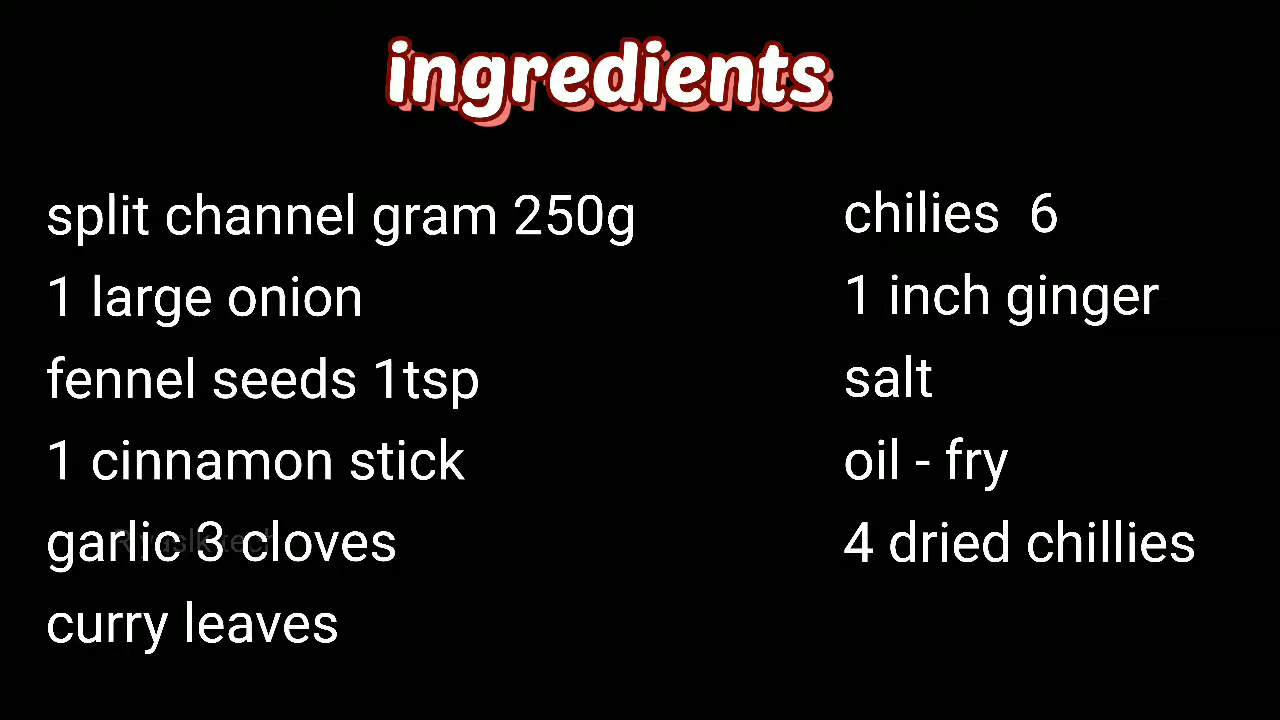 ingredients
split channel gram 250g
1 large onion
fennel seeds 1tsp
1 cinnamon stick
garlic 3 cloves
curry leaves
chilies 6
1 inch ginger
salt
oil - fry
4 dried chillies